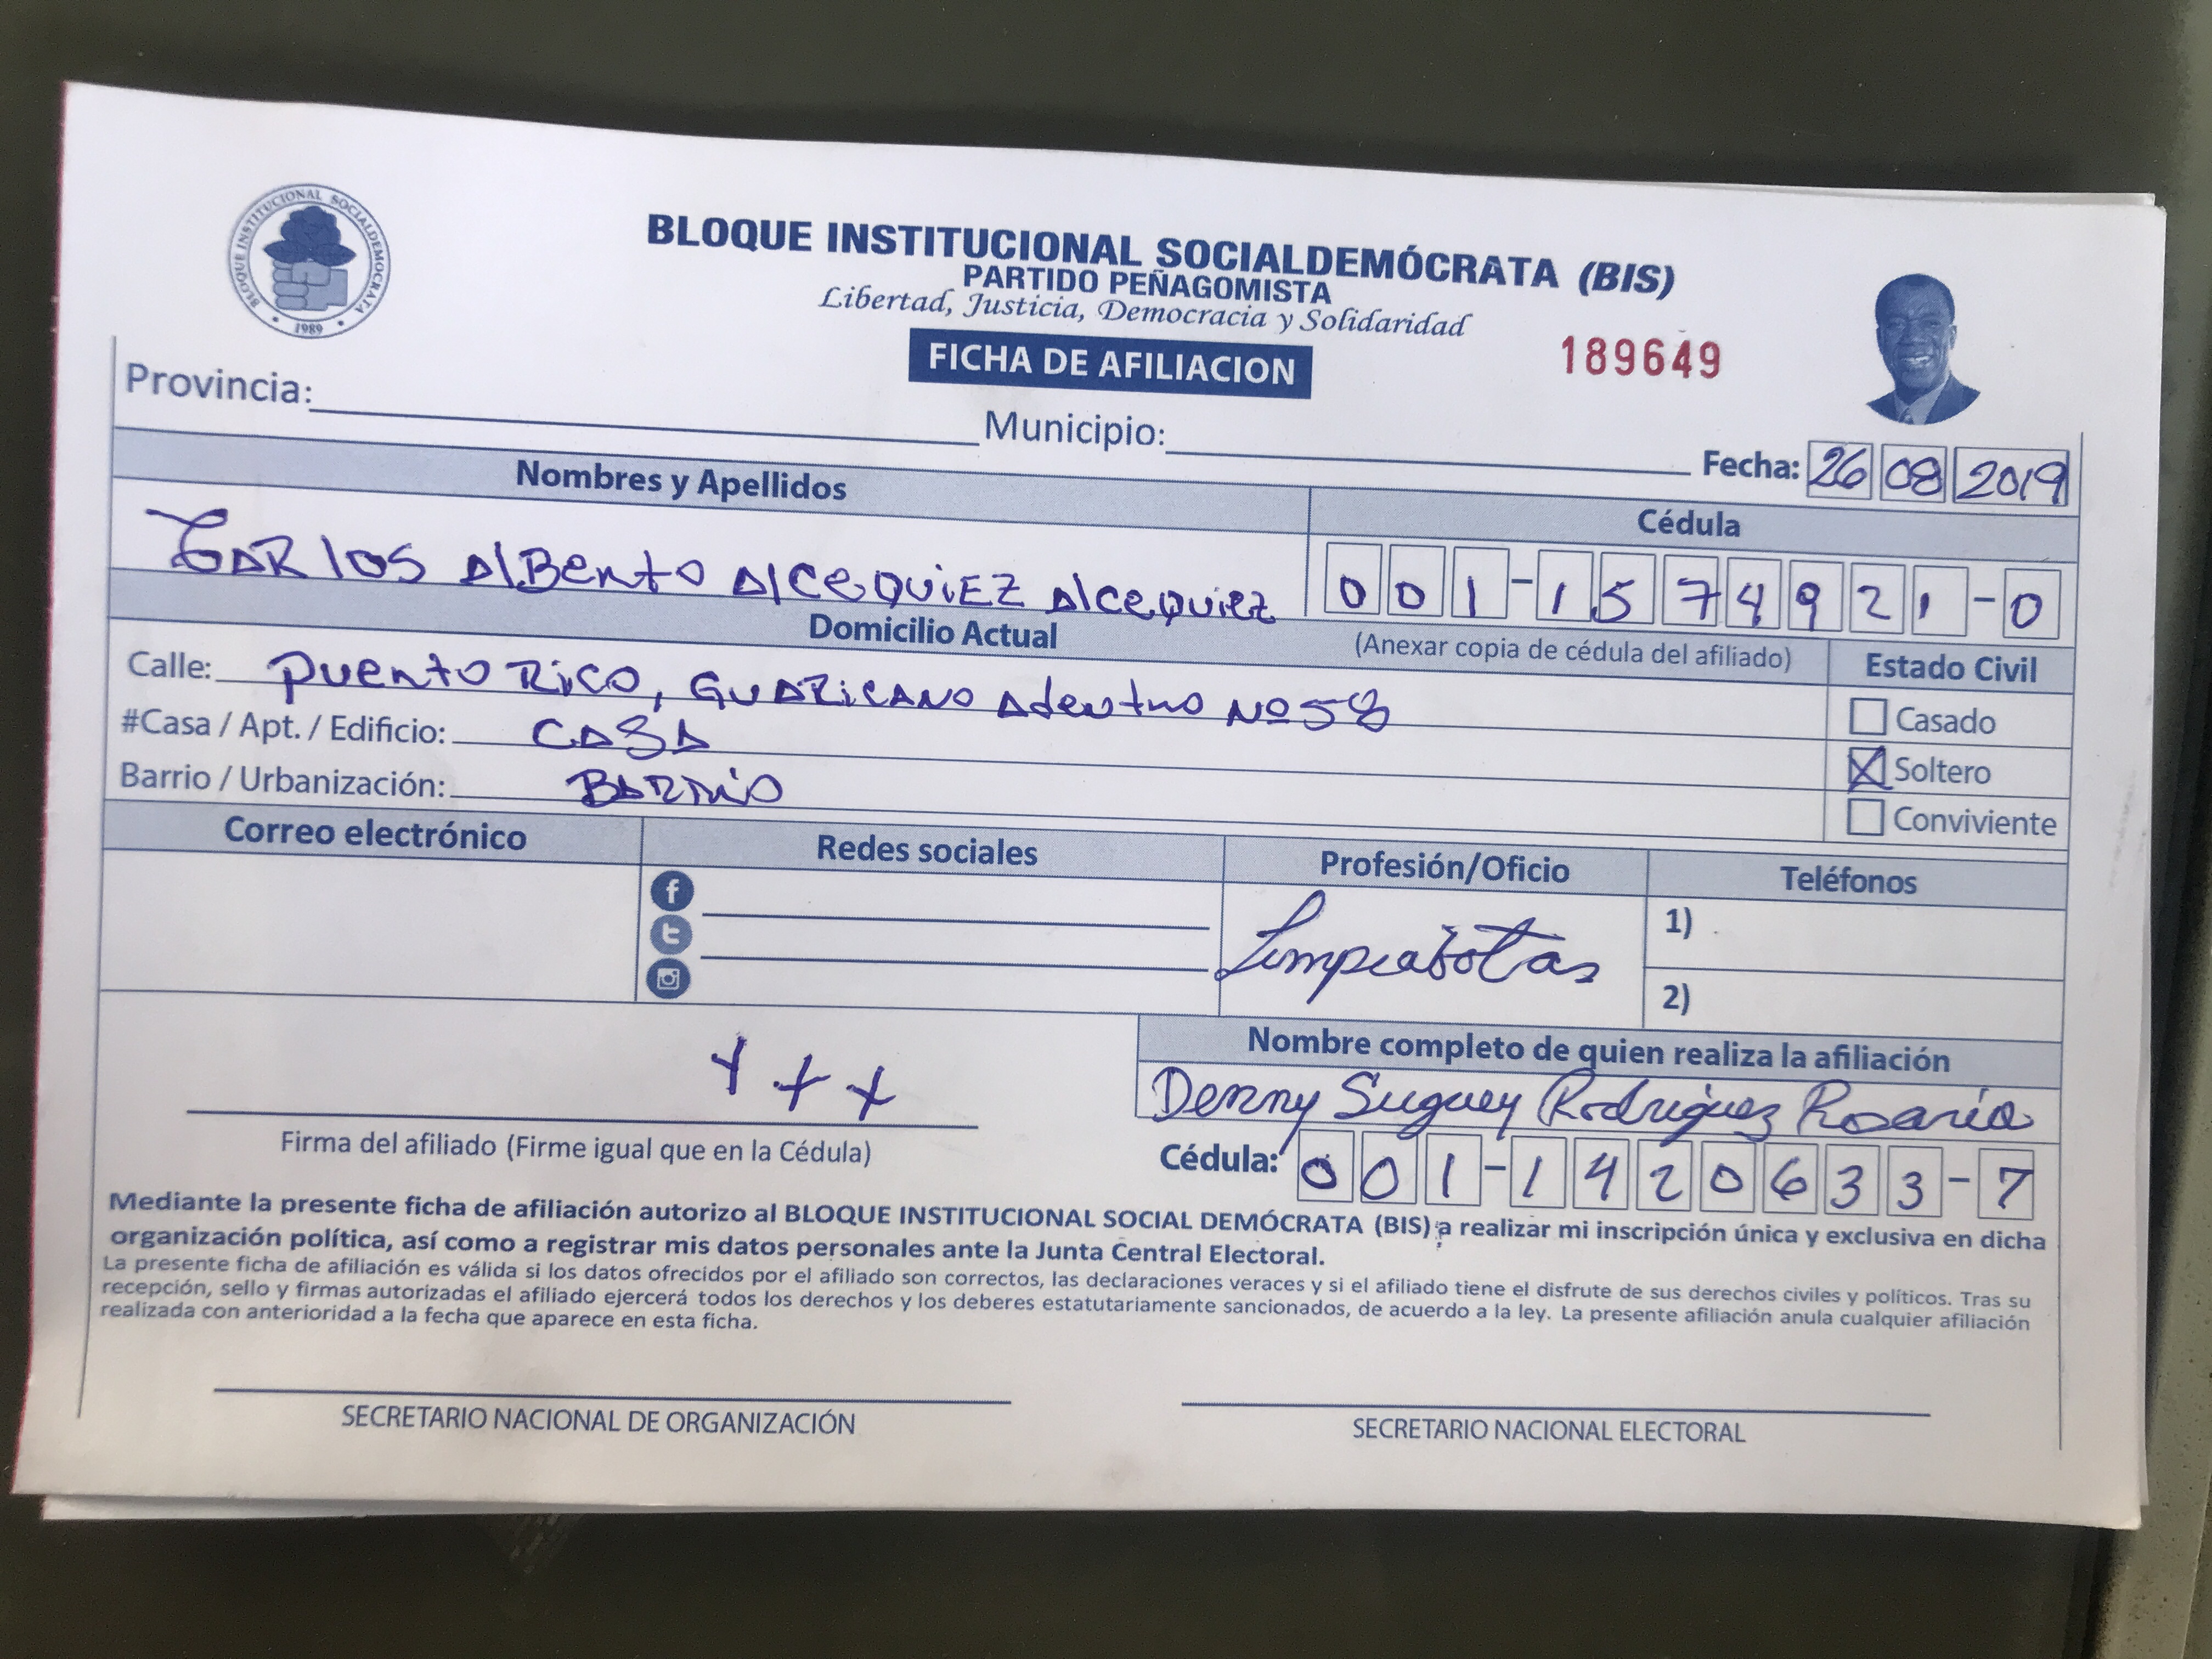 BLOQUE INSTITUCIONAL SOCIALDEMOCRATA
1989
BLOQUE INSTITUCIONAL SOCIALDEMÓCRATA (BIS)
PARTIDO PEÑAGOMISTA
Libertad, Justicia, Democracia y Solidaridad
FICHA DE AFILIACION
189649
Provincia:
Municipio:
Fecha: 26 08 2019
Nombres y Apellidos
Cédula
CARlOS AlBento AlCeQUiEZ Alcequiez
001-1574921-0
Domicilio Actual
(Anexar copia de cédula del afiliado)
Estado Civil
Calle: Puento Rico, GUARICANO Adentno Nº 58
#Casa / Apt. / Edificio: CASA
Barrio / Urbanización: BARRIO
Casado
Soltero
Conviviente
Correo electrónico
Redes sociales
Profesión/Oficio
Teléfonos
Limpiabotas
1)
2)
+ + x
Firma del afiliado (Firme igual que en la Cédula)
Nombre completo de quien realiza la afiliación
Denny Suguey Rodriguez Rosario
Cédula: 001-1420633-7
Mediante la presente ficha de afiliación autorizo al BLOQUE INSTITUCIONAL SOCIAL DEMÓCRATA (BIS) a realizar mi inscripción única y exclusiva en dicha
organización política, así como a registrar mis datos personales ante la Junta Central Electoral.
La presente ficha de afiliación es válida si los datos ofrecidos por el afiliado son correctos, las declaraciones veraces y si el afiliado tiene el disfrute de sus derechos civiles y políticos. Tras su
recepción, sello y firmas autorizadas el afiliado ejercerá todos los derechos y los deberes estatutariamente sancionados, de acuerdo a la ley. La presente afiliación anula cualquier afiliación
realizada con anterioridad a la fecha que aparece en esta ficha.
SECRETARIO NACIONAL DE ORGANIZACIÓN
SECRETARIO NACIONAL ELECTORAL